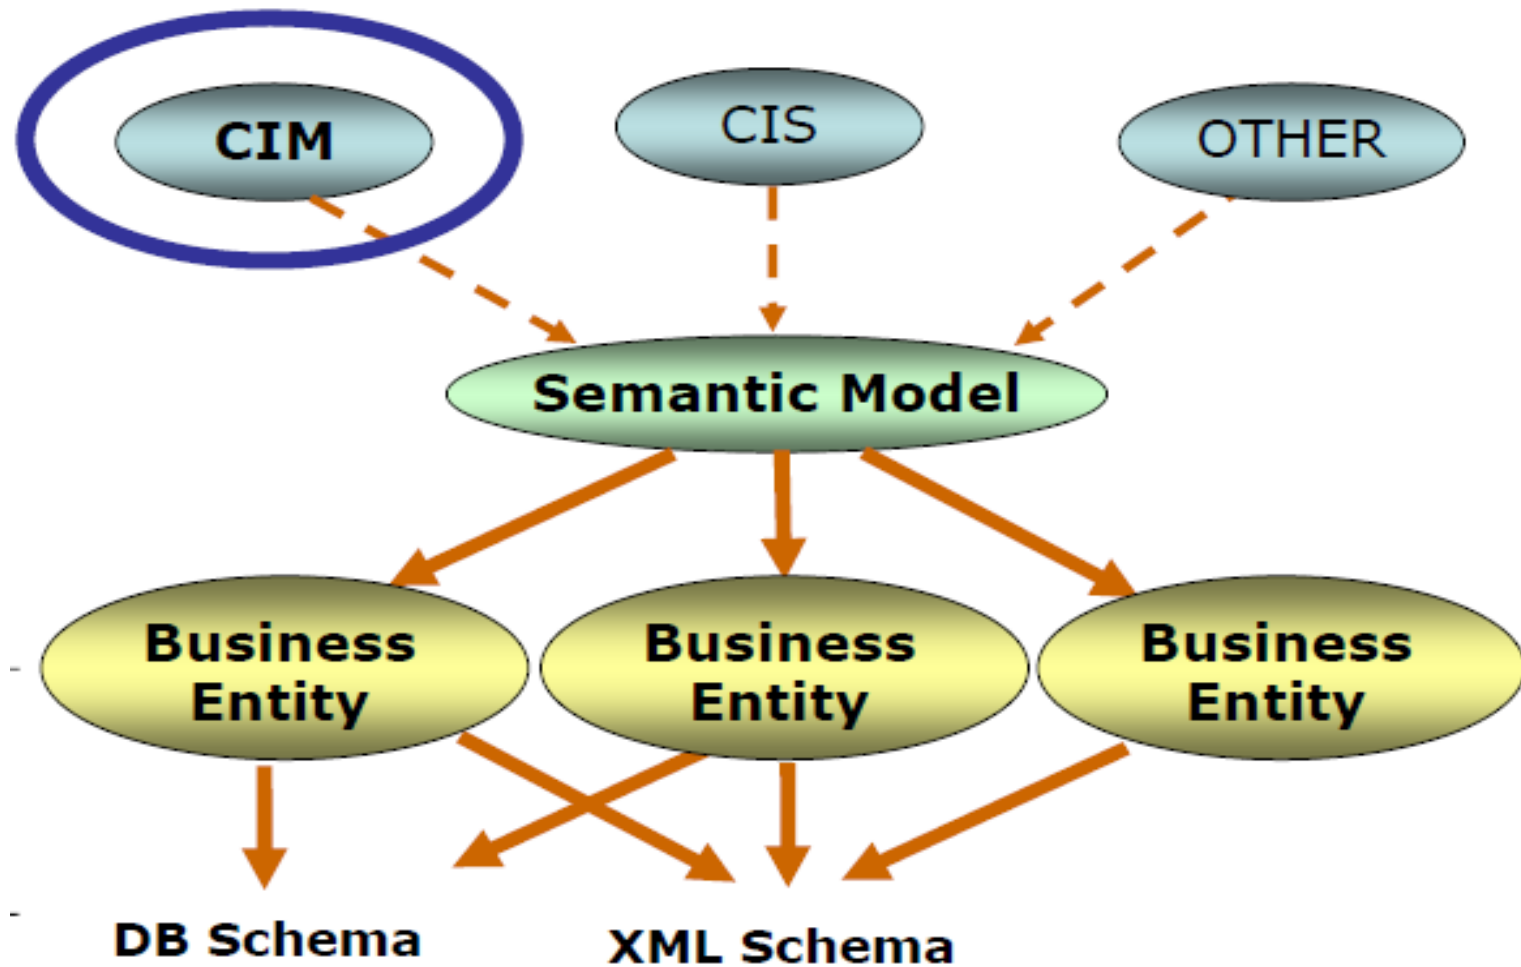 CIM
CIS
OTHER
Semantic Model
Business
Entity
Business
Entity
Business
Entity
DB Schema
XML Schema